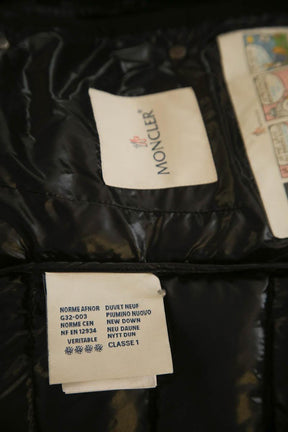 MONCLER
NORME AFNOR
G32-003
NORME CEN
NF EN 12934
VERITABLE
DUVET NEUF
PIUMINO NUOVO
NEW DOWN
NEU DAUNE
NYTT DUN
CLASSE 1